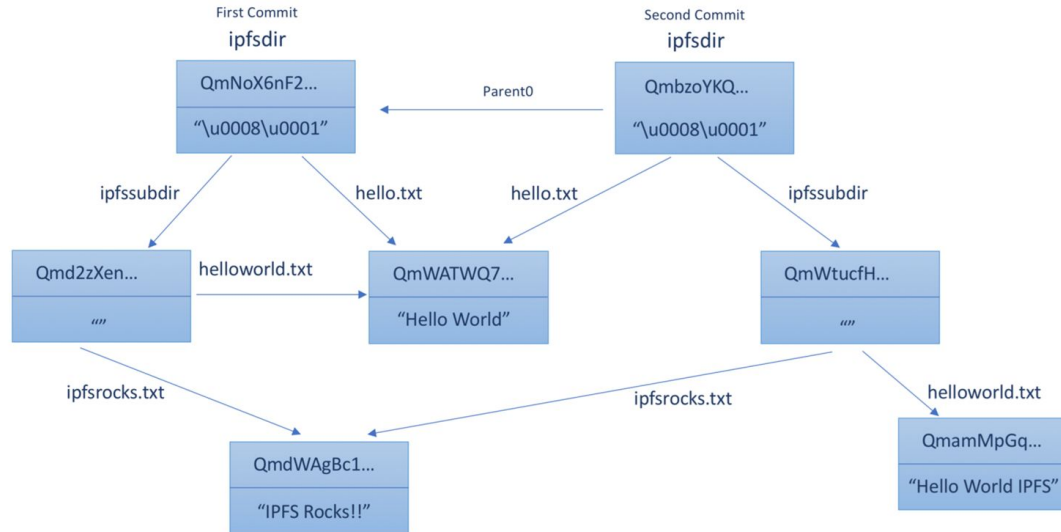 First Commit
ipfsdir
Second Commit
ipfsdir
QmNoX6nF2...
“\u0008\u0001”
Parent0
QmbzoYKQ...
“\u0008\u0001”
ipfssubdir
hello.txt
hello.txt
ipfssubdir
Qmd2zXen...
“”
helloworld.txt
QmWATWQ7...
“Hello World”
QmWtucfH...
“”
ipfsrocks.txt
ipfsrocks.txt
helloworld.txt
QmdWAgBc1...
“IPFS Rocks!!”
QmamMpGq...
“Hello World IPFS”